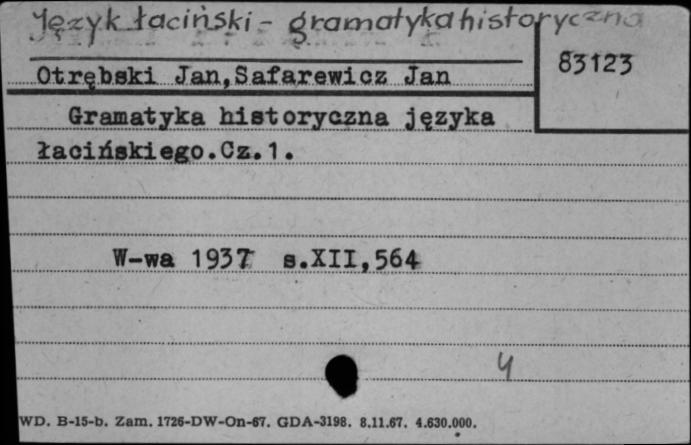 Język łaciński - gramatyka historyczna
83123
Otrębski Jan,Safarewicz Jan
Gramatyka historyczna języka
łacińskiego.Cz.1.
W-wa 1937 s.XII,564
4
WD. B-15-b. Zam. 1726-DW-On-67. GDA-3198. 8.11.67. 4.630.000.